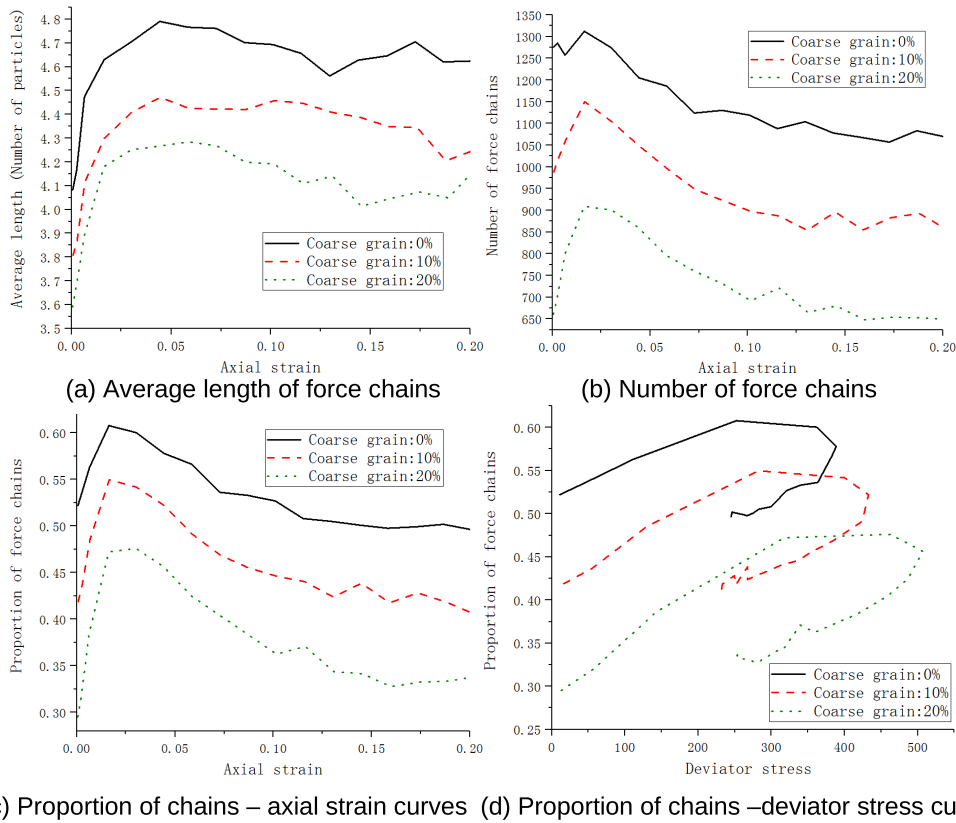 4.8
4.7
4.6
4.5
4.4
4.3
4.2
4.1
4.0
3.9
3.8
3.7
3.6
3.5
Average length (Number of particles)
Coarse grain:0%
Coarse grain:10%
Coarse grain:20%
0.00 0.05 0.10 0.15 0.20
Axial strain
(a) Average length of force chains
1350
1300
1250
1200
1150
1100
1050
1000
950
900
850
800
750
700
650
Number of force chains
Coarse grain:0%
Coarse grain:10%
Coarse grain:20%
0.00 0.05 0.10 0.15 0.20
Axial strain
(b) Number of force chains
0.60
0.55
0.50
0.45
0.40
0.35
0.30
Proportion of force chains
Coarse grain:0%
Coarse grain:10%
Coarse grain:20%
0.00 0.05 0.10 0.15 0.20
Axial strain
) Proportion of chains – axial strain curves
0.60
0.55
0.50
0.45
0.40
0.35
0.30
0.25
Proportion of force chains
Coarse grain:0%
Coarse grain:10%
Coarse grain:20%
0 100 200 300 400 500
Deviator stress
(d) Proportion of chains –deviator stress cu